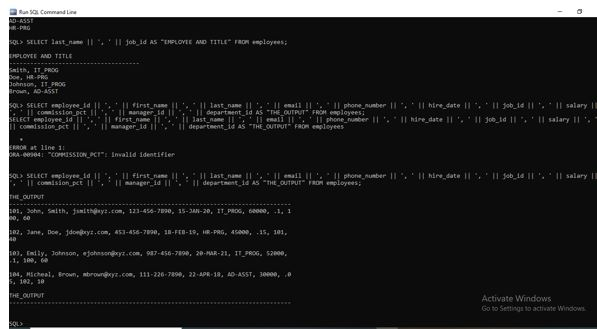 Run SQL Command Line
AD-ASST
HR-PRG
SQL> SELECT last_name || ', ' || job_id AS "EMPLOYEE AND TITLE" FROM employees;
EMPLOYEE AND TITLE
------------------------------------
Smith, IT_PROG
Doe, HR-PRG
Johnson, IT_PROG
Brown, AD-ASST
SQL> SELECT employee_id || ', ' || first_name || ', ' || last_name || ', ' || email || ', ' || phone_number || ', ' || hire_date || ', ' || job_id || ', ' || salary ||
', ' || commission_pct || ', ' || manager_id || ', ' || department_id AS "THE_OUTPUT" FROM employees;
SELECT employee_id || ', ' || first_name || ', ' || last_name || ', ' || email || ', ' || phone_number || ', ' || hire_date || ', ' || job_id || ', ' || salary || ', '
|| commission_pct || ', ' || manager_id || ', ' || department_id AS "THE_OUTPUT" FROM employees
*
ERROR at line 1:
ORA-00904: "COMMISSION_PCT": invalid identifier
SQL> SELECT employee_id || ', ' || first_name || ', ' || last_name || ', ' || email || ', ' || phone_number || ', ' || hire_date || ', ' || job_id || ', ' || salary ||
', ' || commision_pct || ', ' || manager_id || ', ' || department_id AS "THE_OUTPUT" FROM employees;
THE_OUTPUT
--------------------------------------------------------------------------------
101, John, Smith, jsmith@xyz.com, 123-456-7890, 15-JAN-20, IT_PROG, 60000, .1, 1
00, 60
102, Jane, Doe, jdoe@xyz.com, 453-456-7890, 18-FEB-19, HR-PRG, 45000, .15, 101,
40
103, Emily, Johnson, ejohnson@xyz.com, 987-456-7890, 20-MAR-21, IT_PROG, 52000,
.1, 100, 60
104, Micheal, Brown, mbrown@xyz.com, 111-226-7890, 22-APR-18, AD-ASST, 30000, .0
5, 102, 10
THE_OUTPUT
--------------------------------------------------------------------------------
SQL>
Activate Windows
Go to Settings to activate Windows.